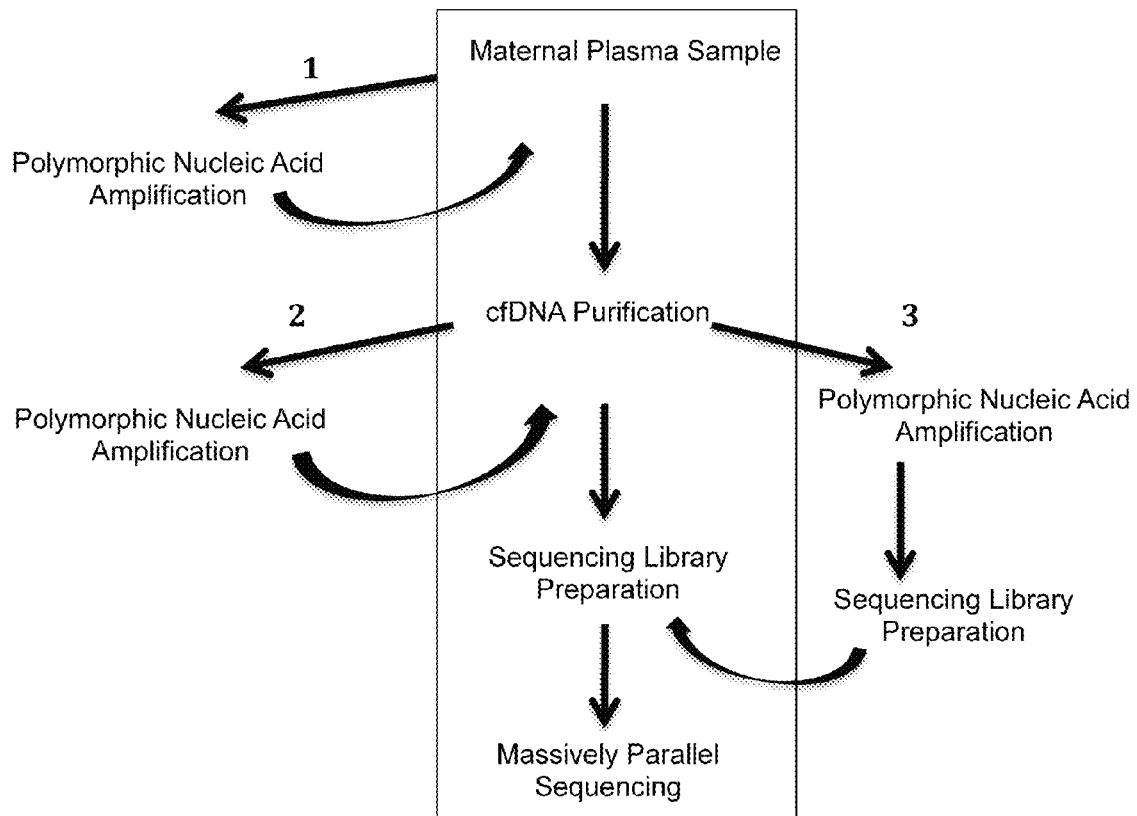 Maternal Plasma Sample
1
Polymorphic Nucleic Acid
Amplification
2
cfDNA Purification
3
Polymorphic Nucleic Acid
Amplification
Polymorphic Nucleic Acid
Amplification
Sequencing Library
Preparation
Sequencing Library
Preparation
Massively Parallel
Sequencing